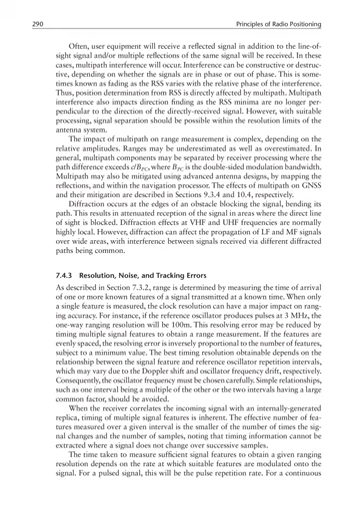 290 Principles of Radio Positioning
Often, user equipment will receive a reflected signal in addition to the line-of-
sight signal and/or multiple reflections of the same signal will be received. In these
cases, multipath interference will occur. Interference can be constructive or destruc-
tive, depending on whether the signals are in phase or out of phase. This is some-
times known as fading as the RSS varies with the relative phase of the interference.
Thus, position determination from RSS is directly affected by multipath. Multipath
interference also impacts direction finding as the RSS minima are no longer per-
pendicular to the direction of the directly-received signal. However, with suitable
processing, signal separation should be possible within the resolution limits of the
antenna system.
The impact of multipath on range measurement is complex, depending on the
relative amplitudes. Ranges may be underestimated as well as overestimated. In
general, multipath components may be separated by receiver processing where the
path difference exceeds c/BPC, where BPC is the double-sided modulation bandwidth.
Multipath may also be mitigated using advanced antenna designs, by mapping the
reflections, and within the navigation processor. The effects of multipath on GNSS
and their mitigation are described in Sections 9.3.4 and 10.4, respectively.
Diffraction occurs at the edges of an obstacle blocking the signal, bending its
path. This results in attenuated reception of the signal in areas where the direct line
of sight is blocked. Diffraction effects at VHF and UHF frequencies are normally
highly local. However, diffraction can affect the propagation of LF and MF signals
over wide areas, with interference between signals received via different diffracted
paths being common.
7.4.3 Resolution, Noise, and Tracking Errors
As described in Section 7.3.2, range is determined by measuring the time of arrival
of one or more known features of a signal transmitted at a known time. When only
a single feature is measured, the clock resolution can have a major impact on rang-
ing accuracy. For instance, if the reference oscillator produces pulses at 3 MHz, the
one-way ranging resolution will be 100m. This resolving error may be reduced by
timing multiple signal features to obtain a range measurement. If the features are
evenly spaced, the resolving error is inversely proportional to the number of features,
subject to a minimum value. The best timing resolution obtainable depends on the
relationship between the signal feature and reference oscillator repetition intervals,
which may vary due to the Doppler shift and oscillator frequency drift, respectively.
Consequently, the oscillator frequency must be chosen carefully. Simple relationships,
such as one interval being a multiple of the other or the two intervals having a large
common factor, should be avoided.
When the receiver correlates the incoming signal with an internally-generated
replica, timing of multiple signal features is inherent. The effective number of fea-
tures measured over a given interval is the smaller of the number of times the sig-
nal changes and the number of samples, noting that timing information cannot be
extracted where a signal does not change over successive samples.
The time taken to measure sufficient signal features to obtain a given ranging
resolution depends on the rate at which suitable features are modulated onto the
signal. For a pulsed signal, this will be the pulse repetition rate. For a continuous